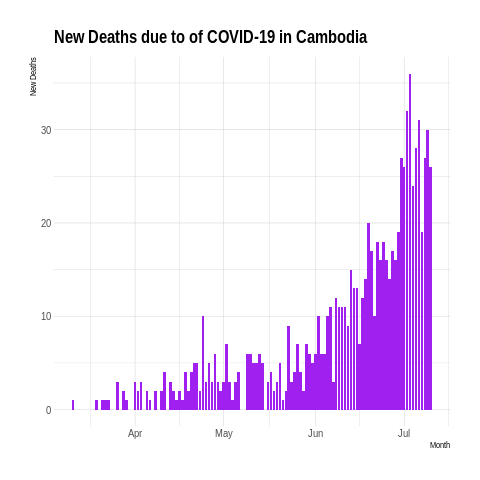 New Deaths due to of COVID-19 in Cambodia
New Deaths
30
20
10
0
Apr
May
Jun
Jul
Month